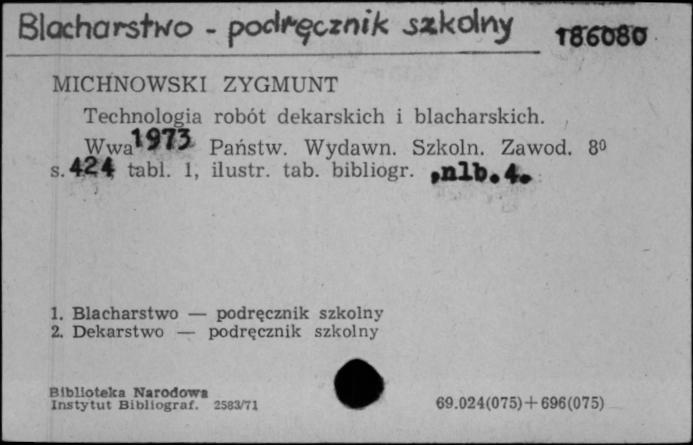 Blacharstwo - podręcznik szkolny 186080
MICHNOWSKI ZYGMUNT
Technologia robót dekarskich i blacharskich.
Wwa 1973 Państw. Wydawn. Szkoln. Zawod. 8⁰
s. 424 tabl. 1, ilustr. tab. bibliogr. ,nlb.4.
1. Blacharstwo — podręcznik szkolny
2. Dekarstwo — podręcznik szkolny
Biblioteka Narodowa
Instytut Bibliograf. 2583/71 69.024(075)+696(075)